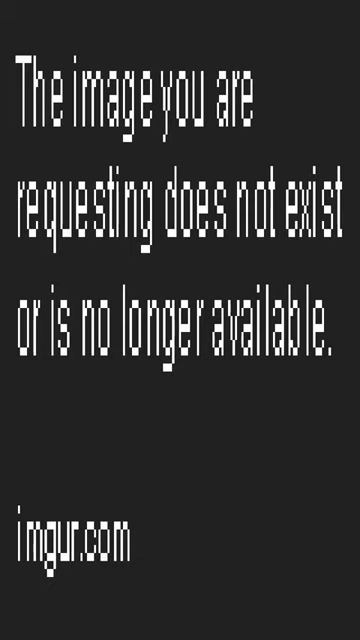 The image you are
requesting does not exist
or is no longer available.
imgur.com